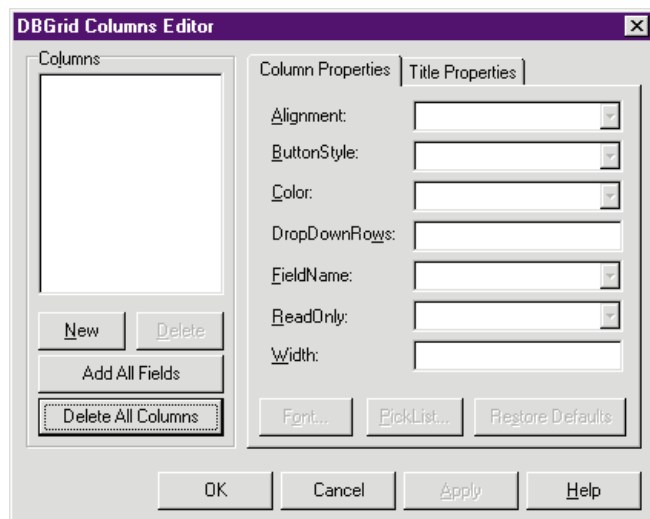 DBGrid Columns Editor
Columns
New
Delete
Add All Fields
Delete All Columns
Column Properties
Title Properties
Alignment:
ButtonStyle:
Color:
DropDownRows:
FieldName:
ReadOnly:
Width:
Font...
PickList...
Restore Defaults
OK
Cancel
Apply
Help